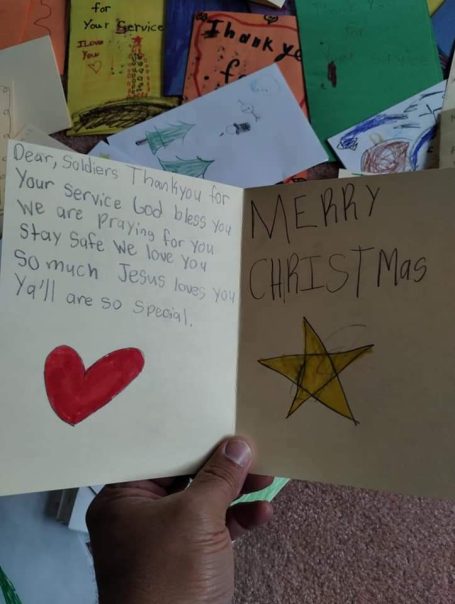 for
Your Service
I Love
You
Thank
fo
Dear, Soldiers Thankyou for
Your service God bless you
We are Praying for you
Stay Safe We love you
So much Jesus loves you
Ya'll are so special.
MERRY
CHRISTMas